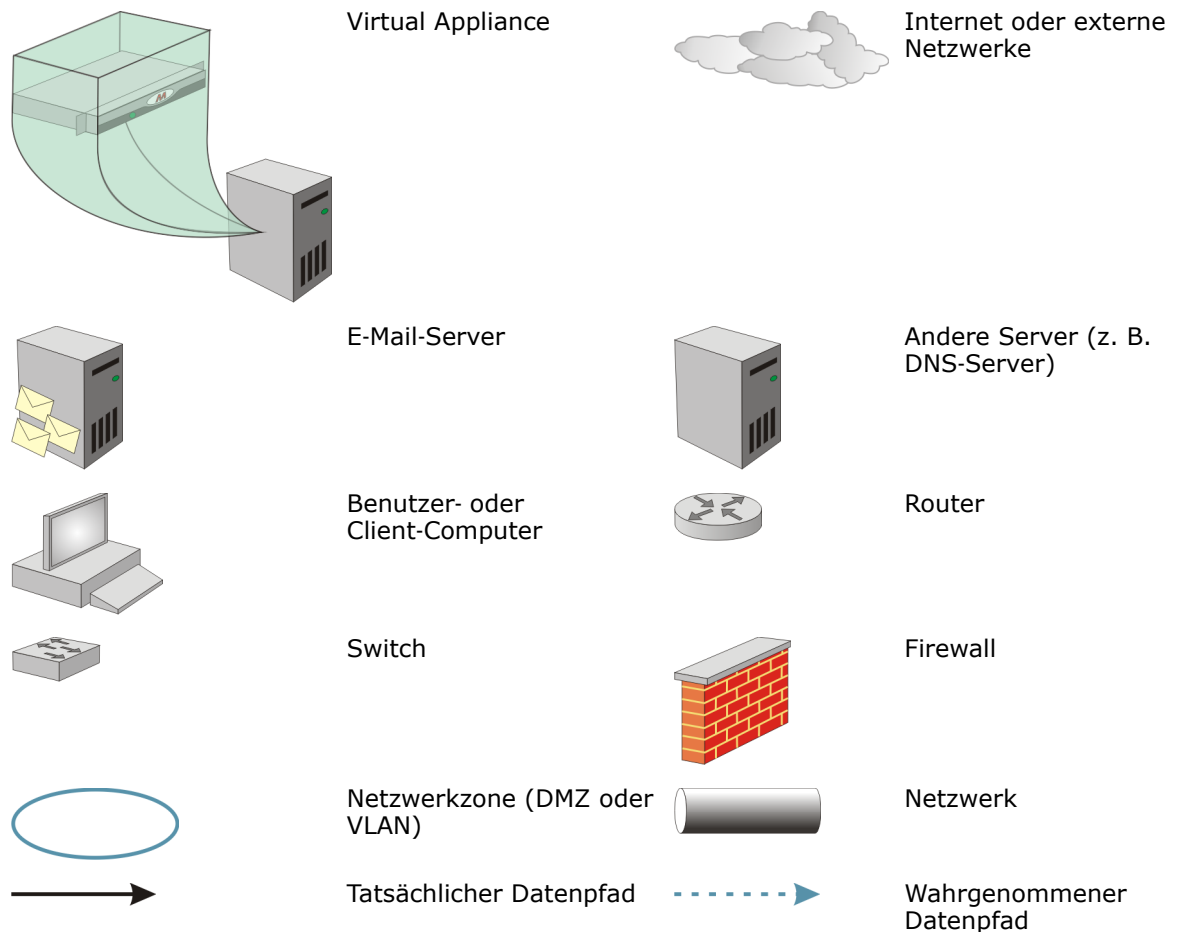 Virtual Appliance
Internet oder externe
Netzwerke
M
E-Mail-Server
Andere Server (z. B.
DNS-Server)
Benutzer- oder
Client-Computer
Router
Switch
Firewall
Netzwerkzone (DMZ oder
VLAN)
Netzwerk
Tatsächlicher Datenpfad
Wahrgenommener
Datenpfad